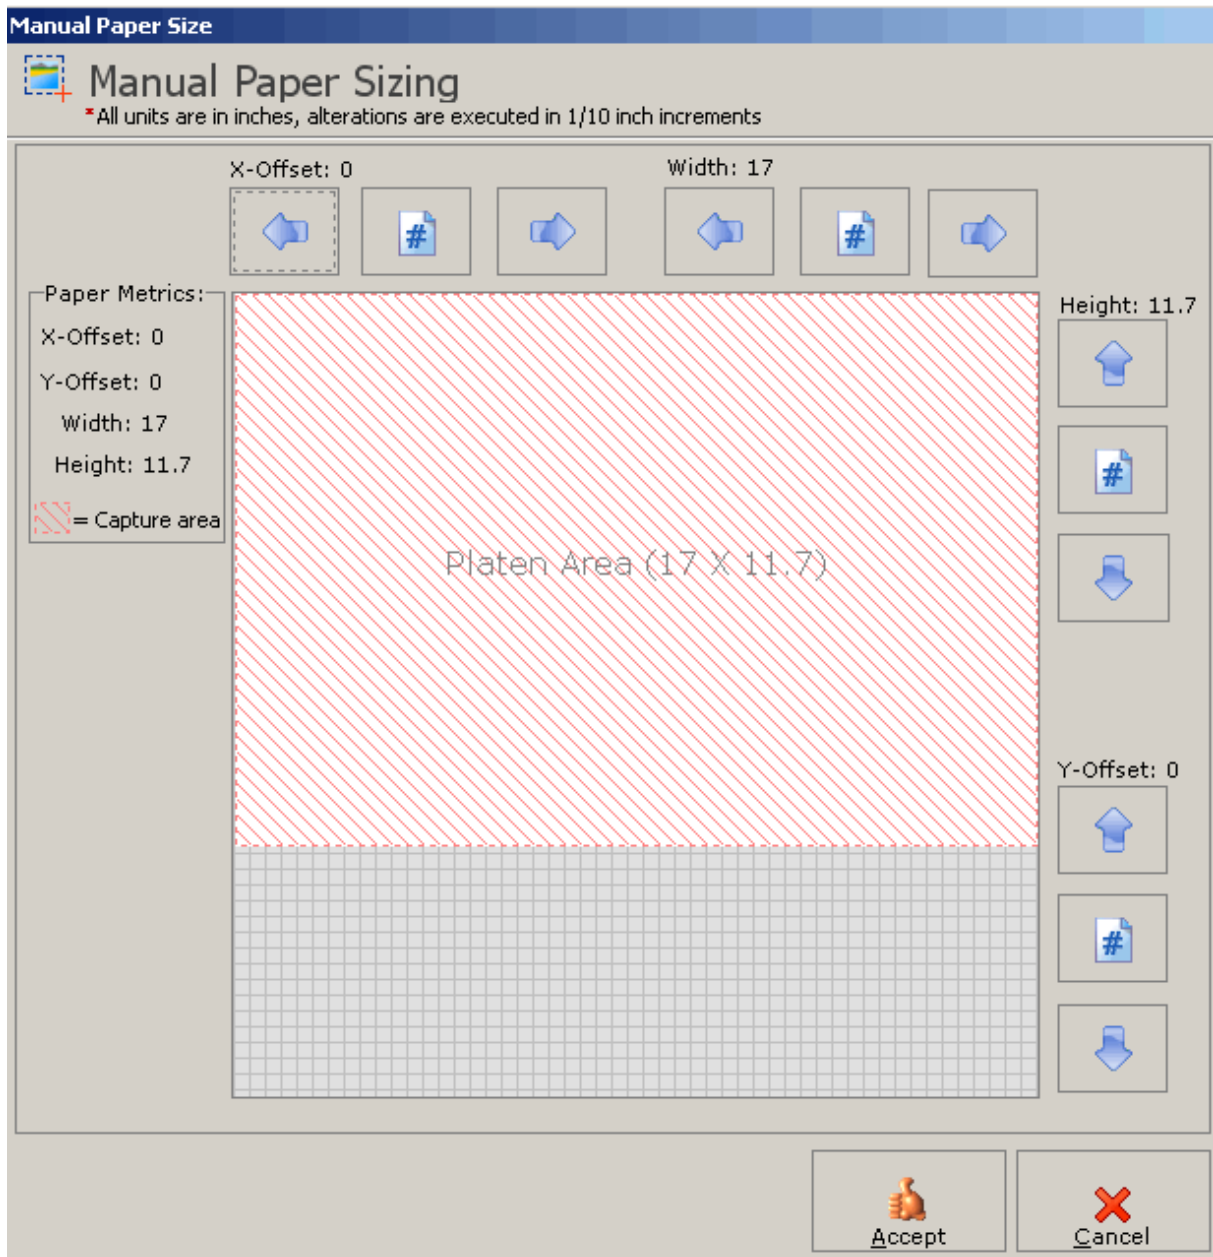 Manual Paper Size
Manual Paper Sizing
*All units are in inches, alterations are executed in 1/10 inch increments
X-Offset: 0
Width: 17
#
#
Paper Metrics:
X-Offset: 0
Y-Offset: 0
Width: 17
Height: 11.7
= Capture area
Platen Area (17 X 11.7)
Height: 11.7
#
Y-Offset: 0
#
Accept
Cancel